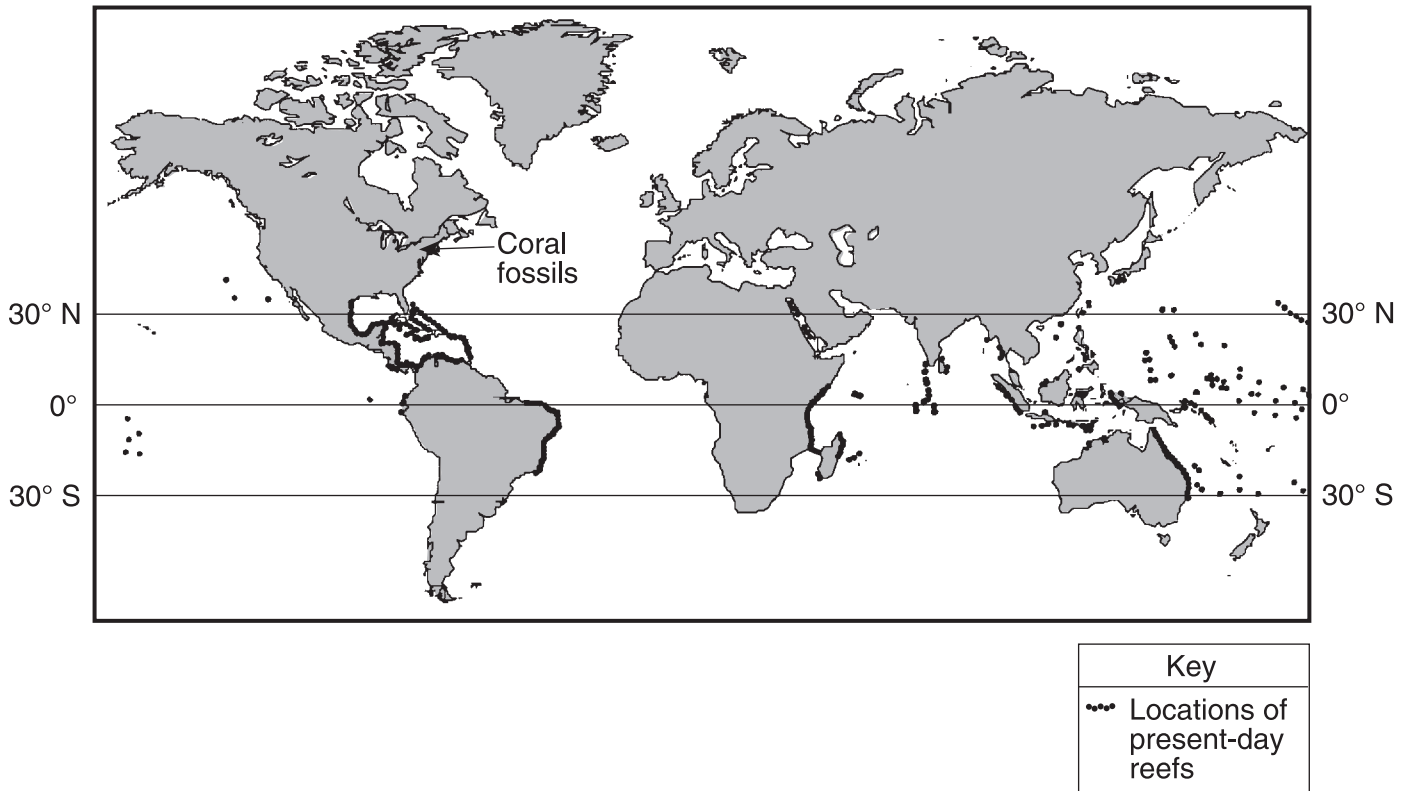 Coral
fossils
30° N
30° N
0°
0°
30° S
30° S
Key
Locations of
present-day
reefs